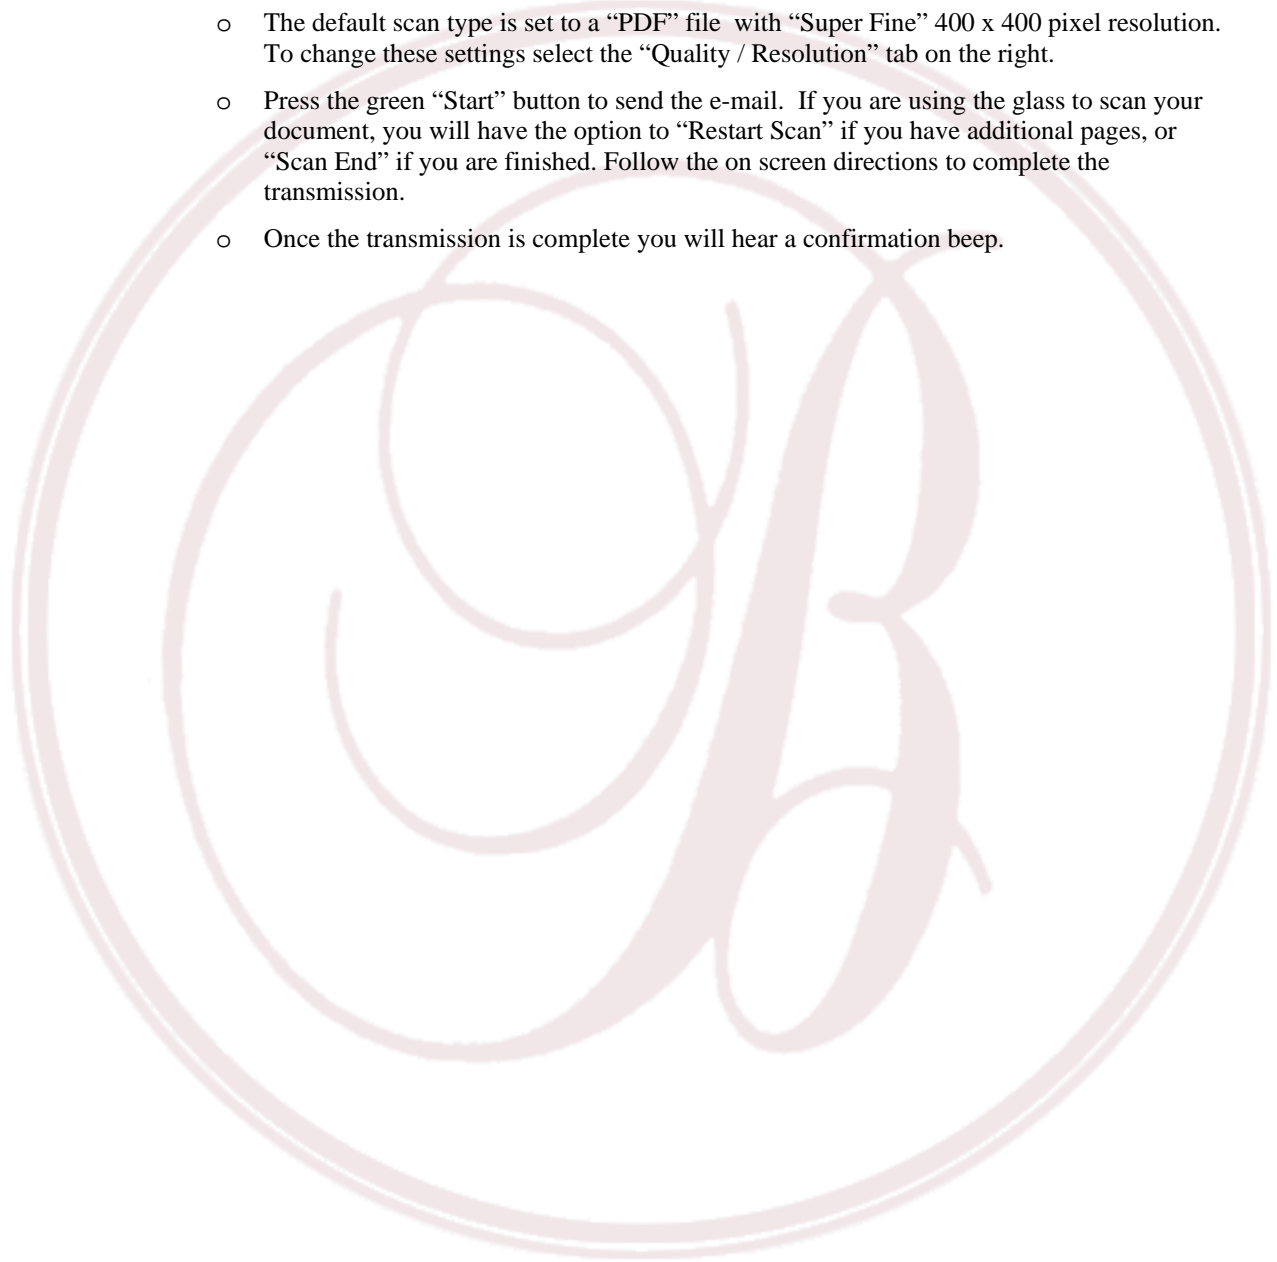 o The default scan type is set to a “PDF” file  with “Super Fine” 400 x 400 pixel resolution.
To change these settings select the “Quality / Resolution” tab on the right.
o Press the green “Start” button to send the e-mail.  If you are using the glass to scan your
document, you will have the option to “Restart Scan” if you have additional pages, or
“Scan End” if you are finished. Follow the on screen directions to complete the
transmission.
o Once the transmission is complete you will hear a confirmation beep.
B